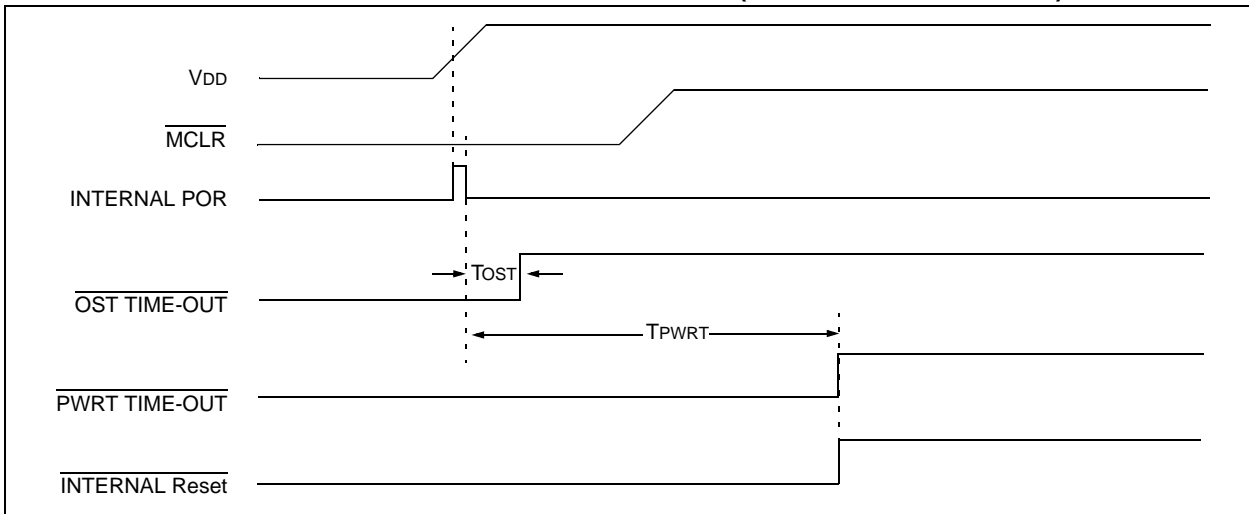 VDD
MCLR
INTERNAL POR
TOST
OST TIME-OUT
TPWRT
PWRT TIME-OUT
INTERNAL Reset